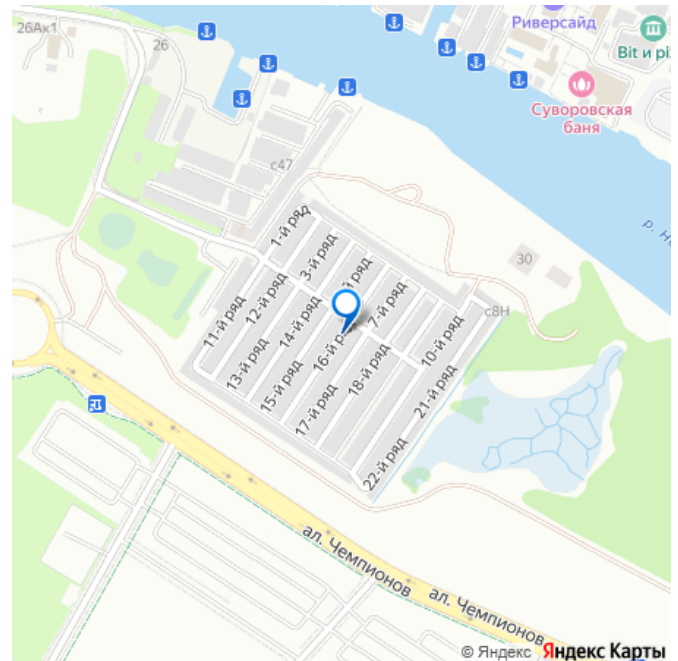 26Ак1
26
Риверсайд
Bit и pi
Суворовская
баня
с47
р. Не
1-й ряд
3-й ряд
й ряд
7-й ряд
30
с8Н
10-й ряд
11-й ряд
12-й ряд
13-й ряд
14-й ряд
15-й ряд
16-й ряд
17-й ряд
18-й ряд
21-й ряд
22-й ряд
ал. Чемпионов
ал. Чемпионов
© Яндекс Яндекс Карты